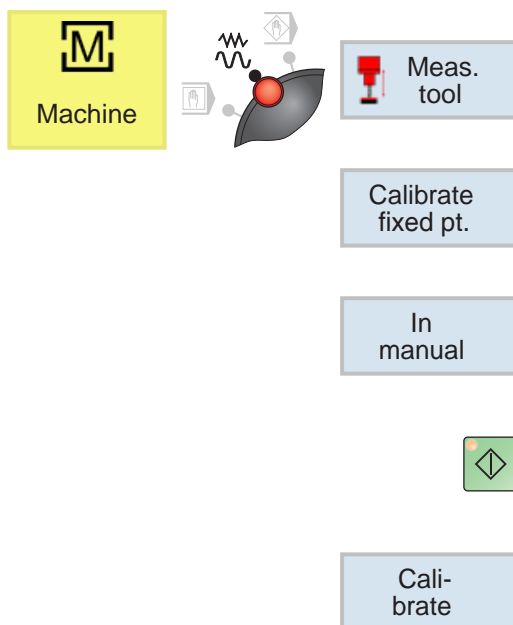 M
Machine
Meas.
tool
Calibrate
fixed pt.
In
manual
Cali-
brate